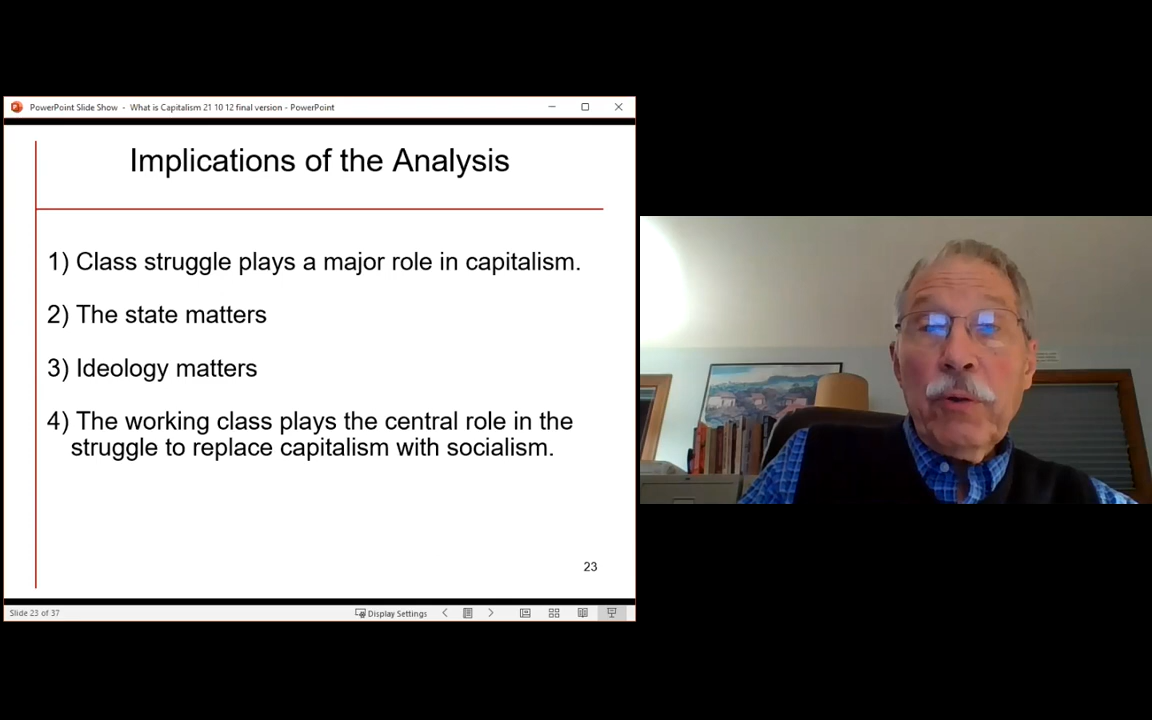 PowerPoint Slide Show - What is Capitalism 21 10 12 final version - PowerPoint
Implications of the Analysis
1) Class struggle plays a major role in capitalism.
2) The state matters
3) Ideology matters
4) The working class plays the central role in the
struggle to replace capitalism with socialism.
23
Slide 23 of 37
Display Settings